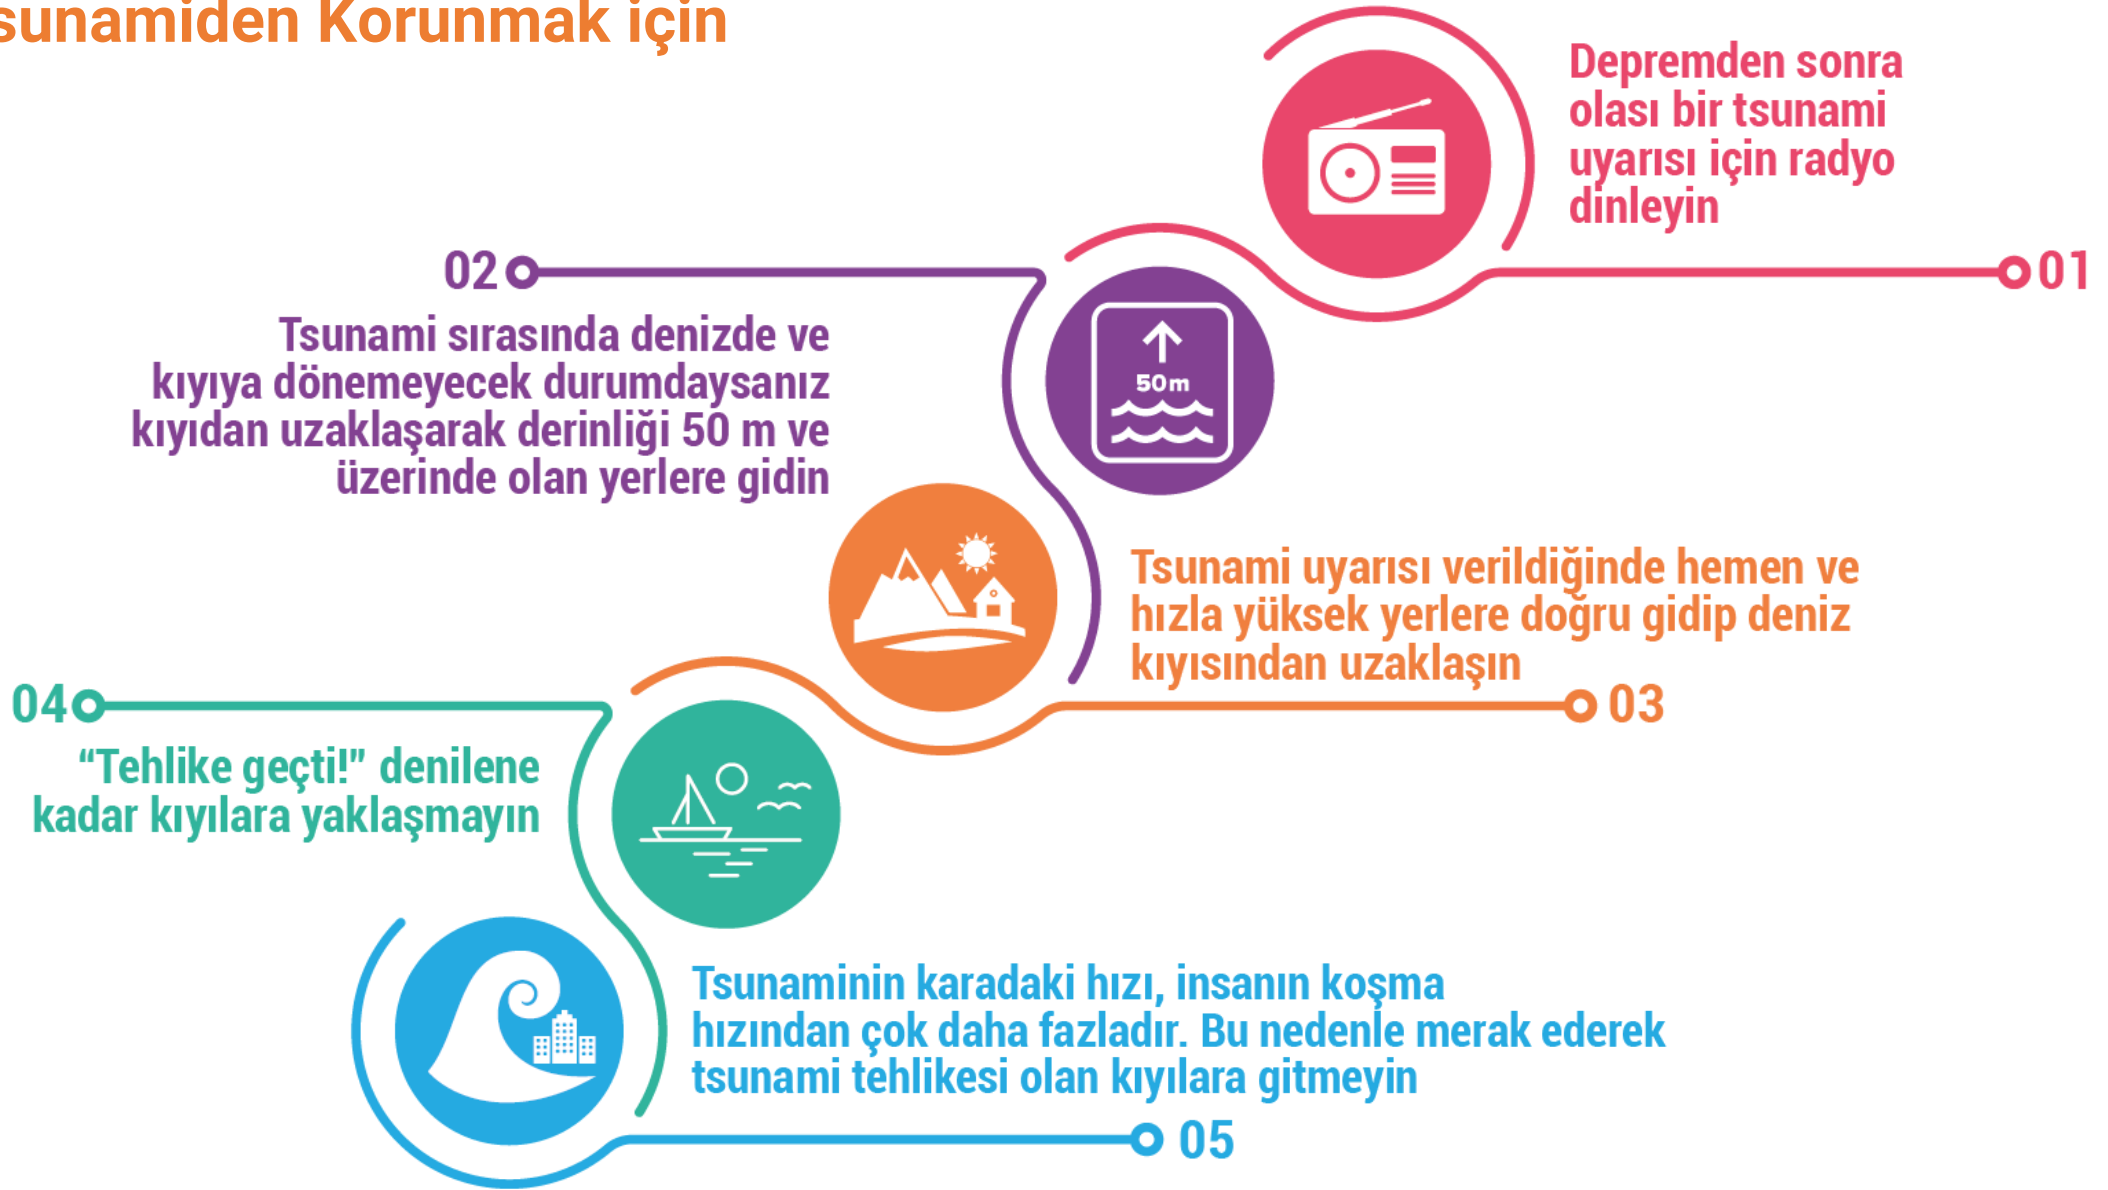 sunamiden Korunmak için
Depremden sonra
olası bir tsunami
uyarısı için radyo
dinleyin
01
02
Tsunami sırasında denizde ve
kıyıya dönemeyecek durumdaysanız
kıyıdan uzaklaşarak derinliği 50 m ve
üzerinde olan yerlere gidin
50m
Tsunami uyarısı verildiğinde hemen ve
hızla yüksek yerlere doğru gidip deniz
kıyısından uzaklaşın
03
04
“Tehlike geçti!” denilene
kadar kıyılara yaklaşmayın
Tsunaminin karadaki hızı, insanın koşma
hızından çok daha fazladır. Bu nedenle merak ederek
tsunami tehlikesi olan kıyılara gitmeyin
05